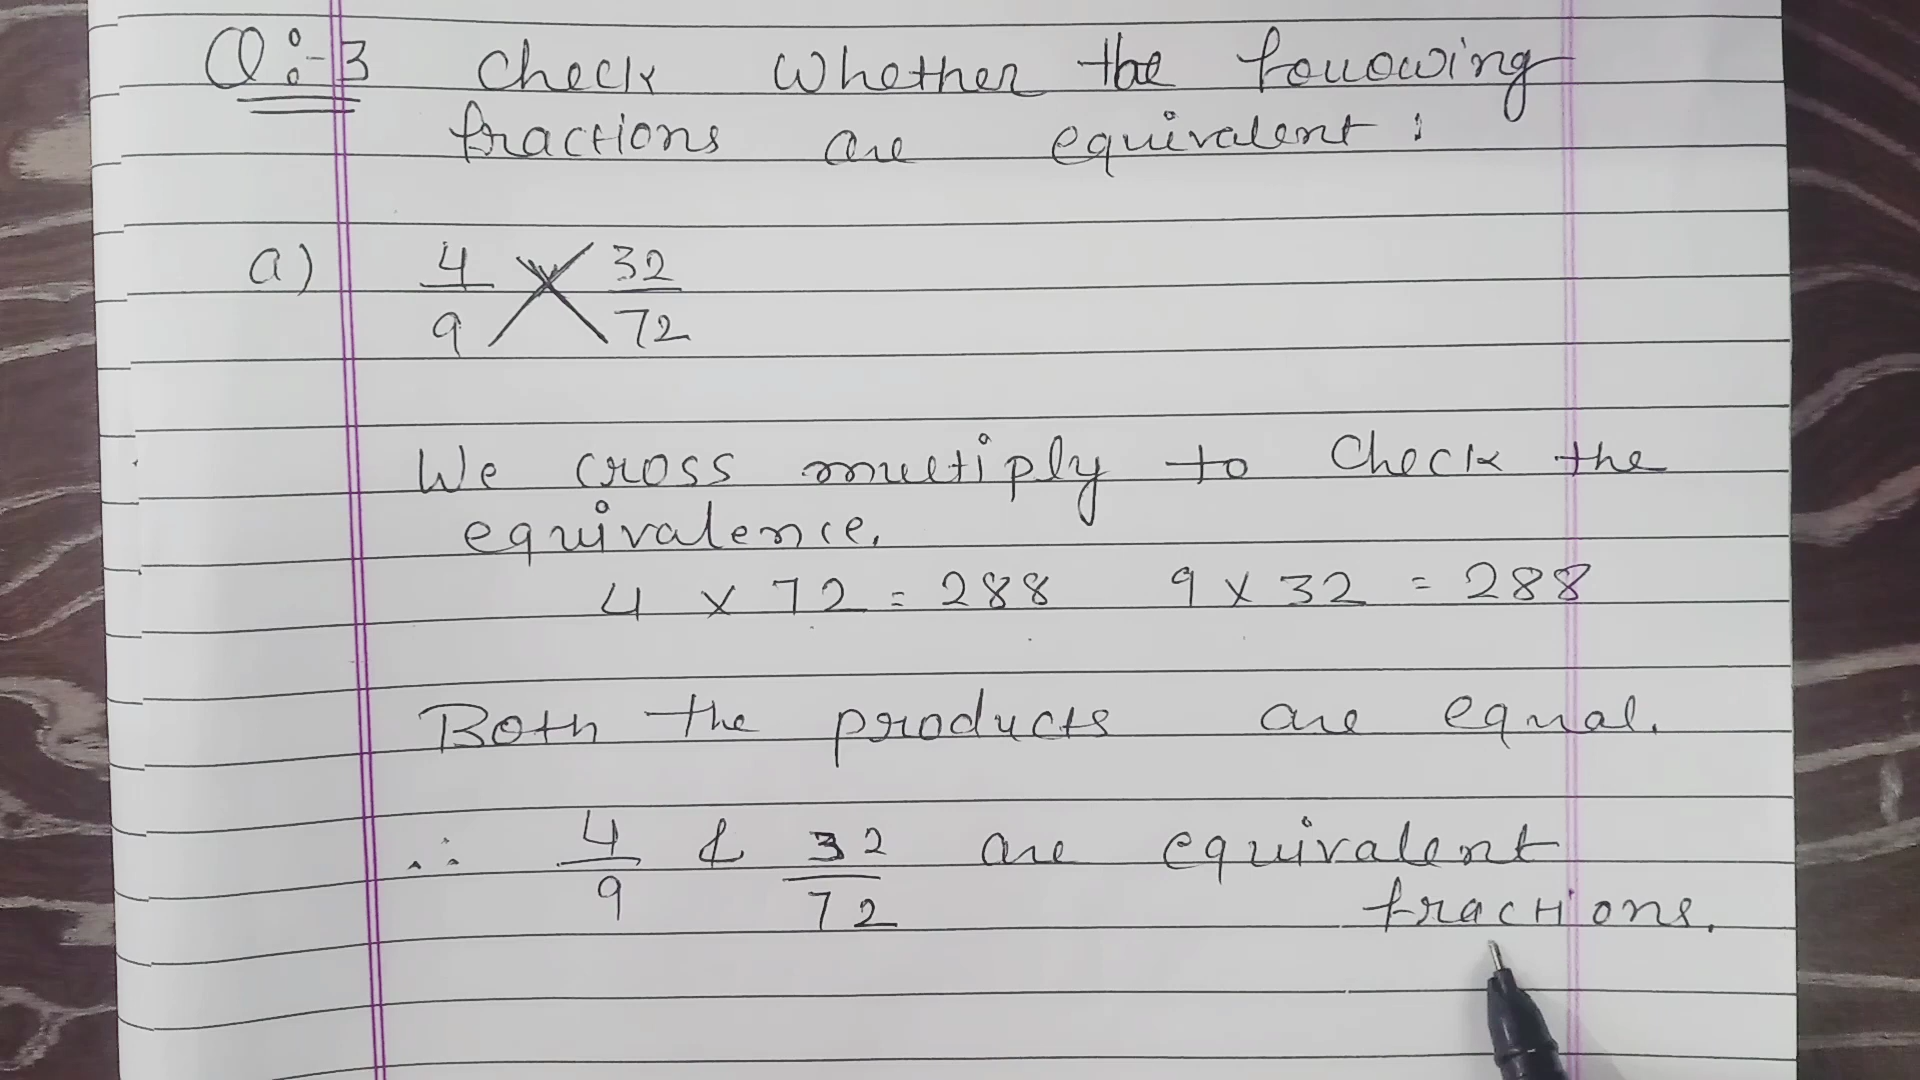 Q:-3 Check whether the following
fractions are equivalent :
a) 4/9 × 32/72
We cross multiply to check the
equivalence.
4 × 72 = 288 9 × 32 = 288
Both the products are equal.
∴ 4/9 & 32/72 are equivalent
fractions.